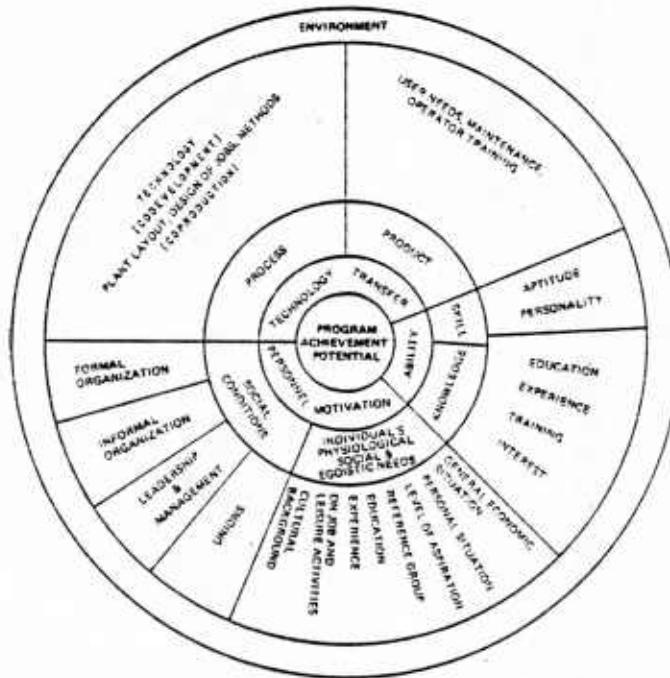 ENVIRONMENT
TECHNOLOGY
[CODEVELOPMENT]
PLANT LAYOUT, DESIGN OF JOBS, METHODS
[COPRODUCTION]
USER NEEDS, MAINTENANCE,
OPERATOR TRAINING
PROCESS
PRODUCT
TECHNOLOGY TRANSFER
APTITUDE
PERSONALITY
SKILL
PROGRAM
ACHIEVEMENT
POTENTIAL
ABILITY
KNOWLEDGE
EDUCATION
EXPERIENCE
TRAINING
INTEREST
PERSONNEL
MOTIVATION
FORMAL
ORGANIZATION
SOCIAL
CONDITIONS
INFORMAL
ORGANIZATION
LEADERSHIP
&
MANAGEMENT
UNIONS
INDIVIDUAL'S
PHYSIOLOGICAL
SOCIAL &
EGOISTIC NEEDS
CULTURAL
BACKGROUND
ON JOB AND
LEISURE ACTIVITIES
EXPERIENCE
EDUCATION
REFERENCE GROUP
LEVEL OF ASPIRATION
PERSONAL SITUATION
GENERAL ECONOMIC
SITUATION